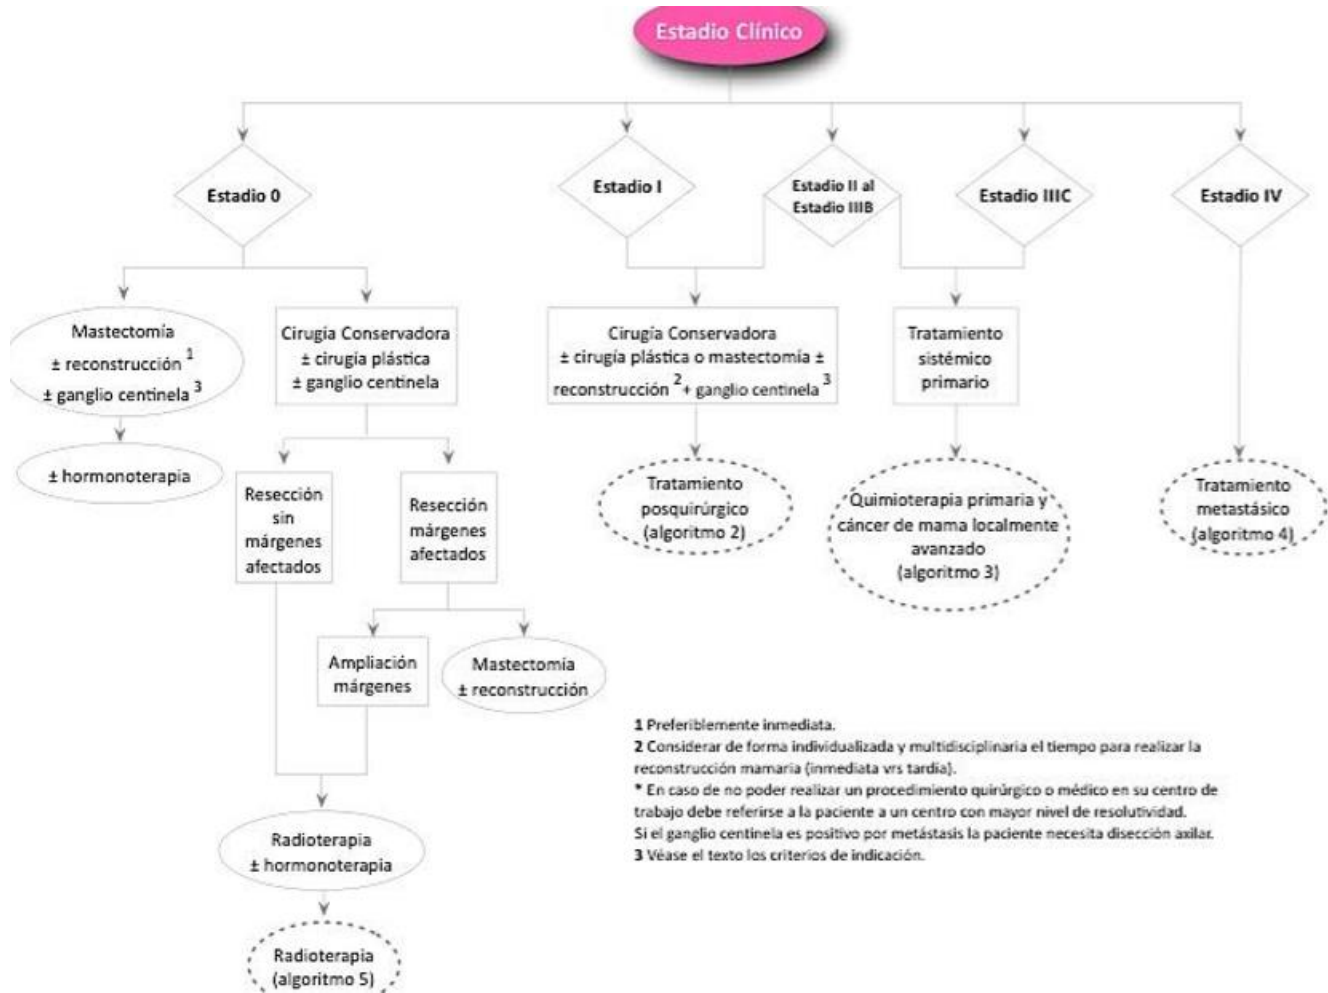 Estadio Clínico
Estadio 0
Estadio I
Estadio II al
Estadio IIIB
Estadio IIIC
Estadio IV
Mastectomía
± reconstrucción 1
± ganglio centinela 3
± hormonoterapia
Cirugía Conservadora
± cirugía plástica
± ganglio centinela
Resección
sin
márgenes
afectados
Resección
márgenes
afectados
Ampliación
márgenes
Mastectomía
± reconstrucción
Radioterapia
± hormonoterapia
Radioterapia
(algoritmo 5)
Cirugía Conservadora
± cirugía plástica o mastectomía ±
reconstrucción 2 + ganglio centinela 3
Tratamiento
posquirúrgico
(algoritmo 2)
Tratamiento
sistémico
primario
Quimioterapia primaria y
cáncer de mama localmente
avanzado
(algoritmo 3)
Tratamiento
metastásico
(algoritmo 4)
1 Preferiblemente inmediata.
2 Considerar de forma individualizada y multidisciplinaria el tiempo para realizar la
reconstrucción mamaria (inmediata vrs tardía).
* En caso de no poder realizar un procedimiento quirúrgico o médico en su centro de
trabajo debe referirse a la paciente a un centro con mayor nivel de resolutividad.
Si el ganglio centinela es positivo por metástasis la paciente necesita disección axilar.
3 Véase el texto los criterios de indicación.